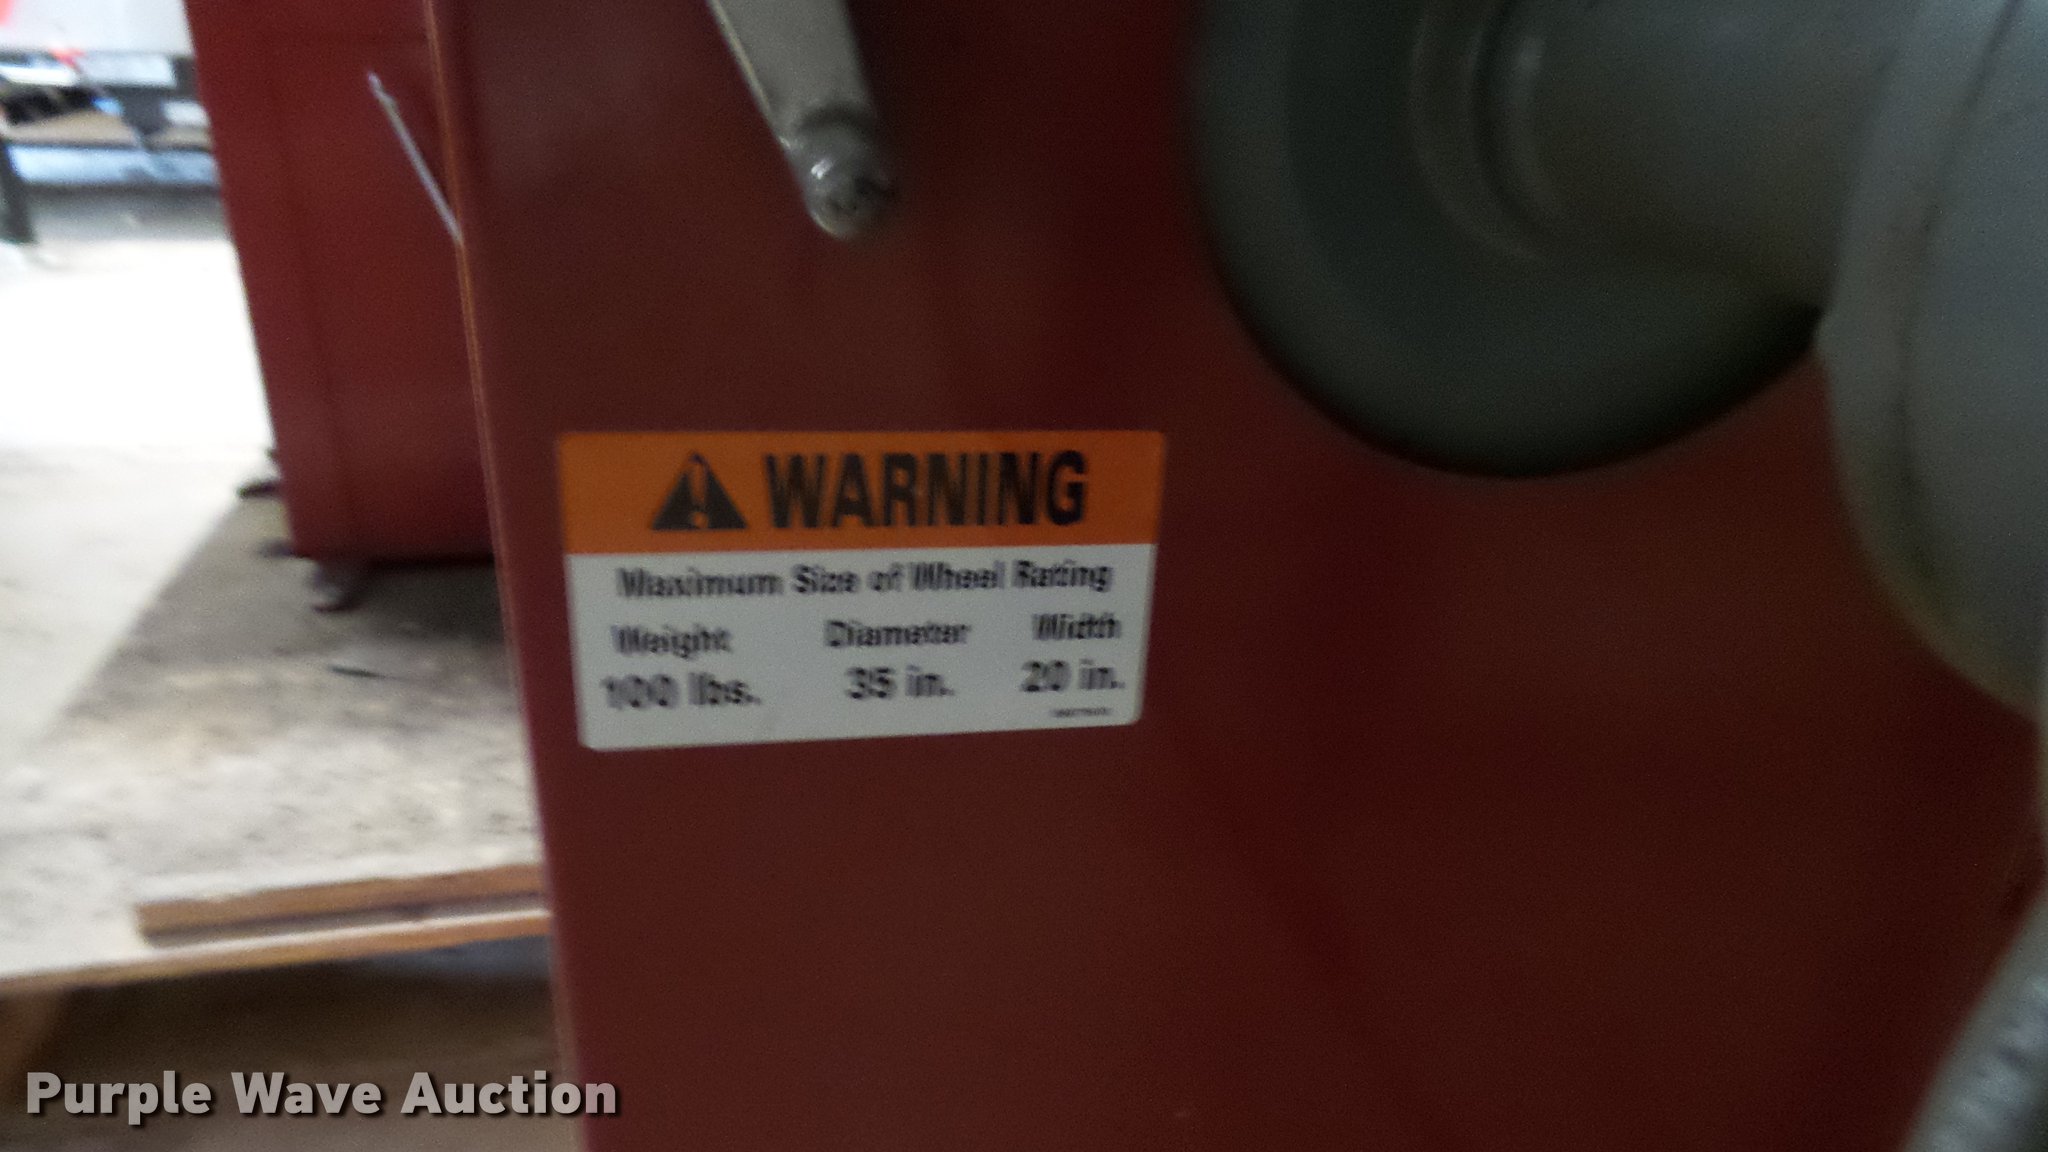 WARNING
Maximum Size of Wheel Rating
Weight Diameter Width
100 lbs. 35 in. 20 in.
Purple Wave Auction